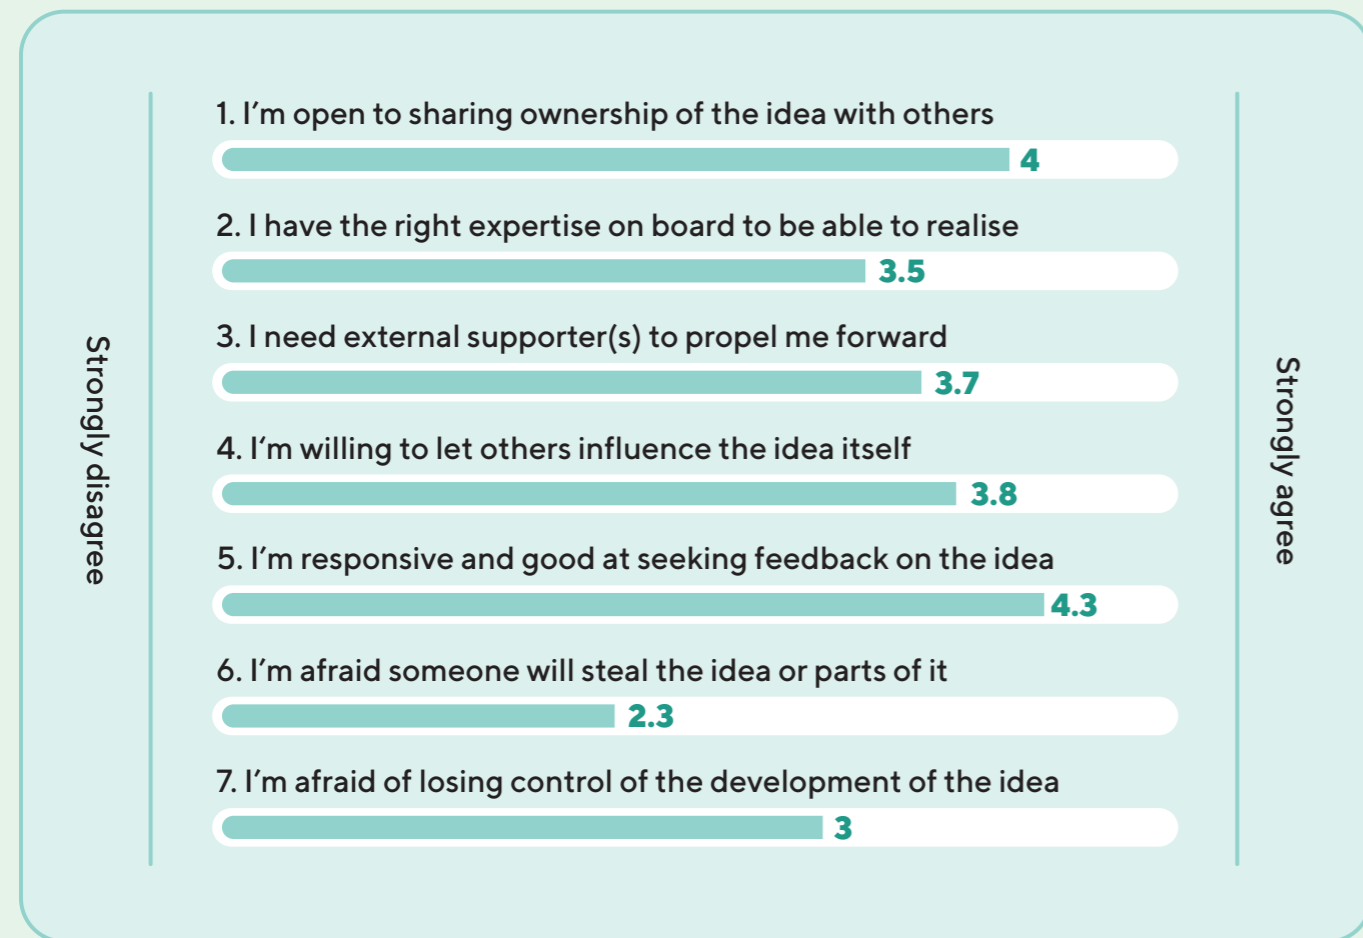 1. I’m open to sharing ownership of the idea with others
4
2. I have the right expertise on board to be able to realise
3.5
3. I need external supporter(s) to propel me forward
3.7
4. I’m willing to let others influence the idea itself
3.8
5. I’m responsive and good at seeking feedback on the idea
4.3
6. I’m afraid someone will steal the idea or parts of it
2.3
7. I’m afraid of losing control of the development of the idea
3
Strongly disagree
Strongly agree